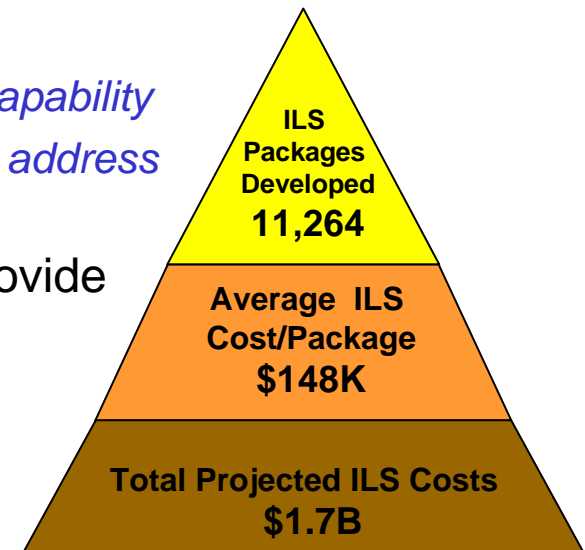 apability
address
ovide
ILS
Packages
Developed
11,264
Average ILS
Cost/Package
$148K
Total Projected ILS Costs
$1.7B